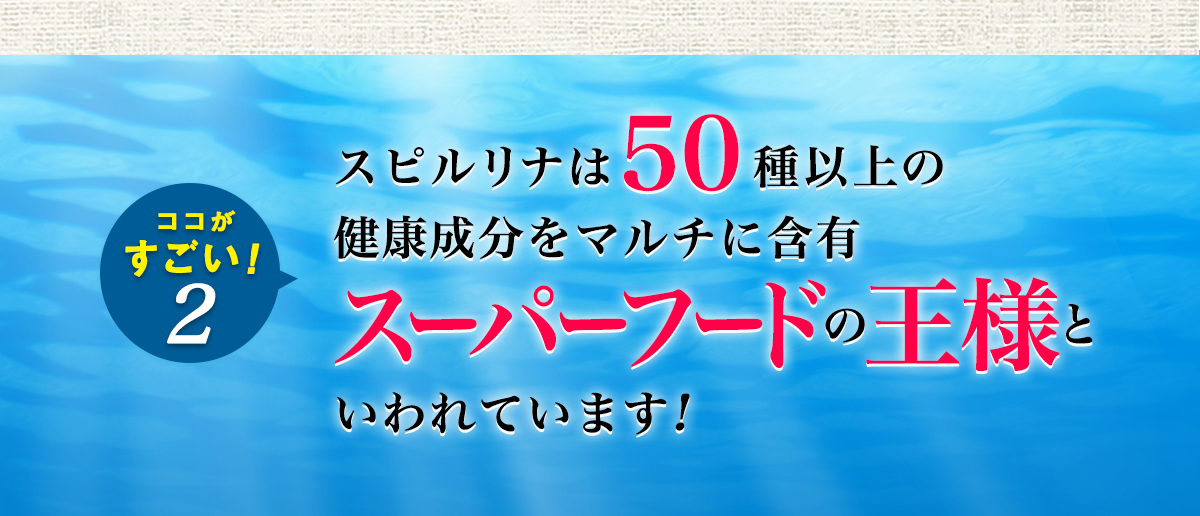 ココが
すごい!
2
スピルリナは50種以上の
健康成分をマルチに含有
スーパーフードの王様と
いわれています!